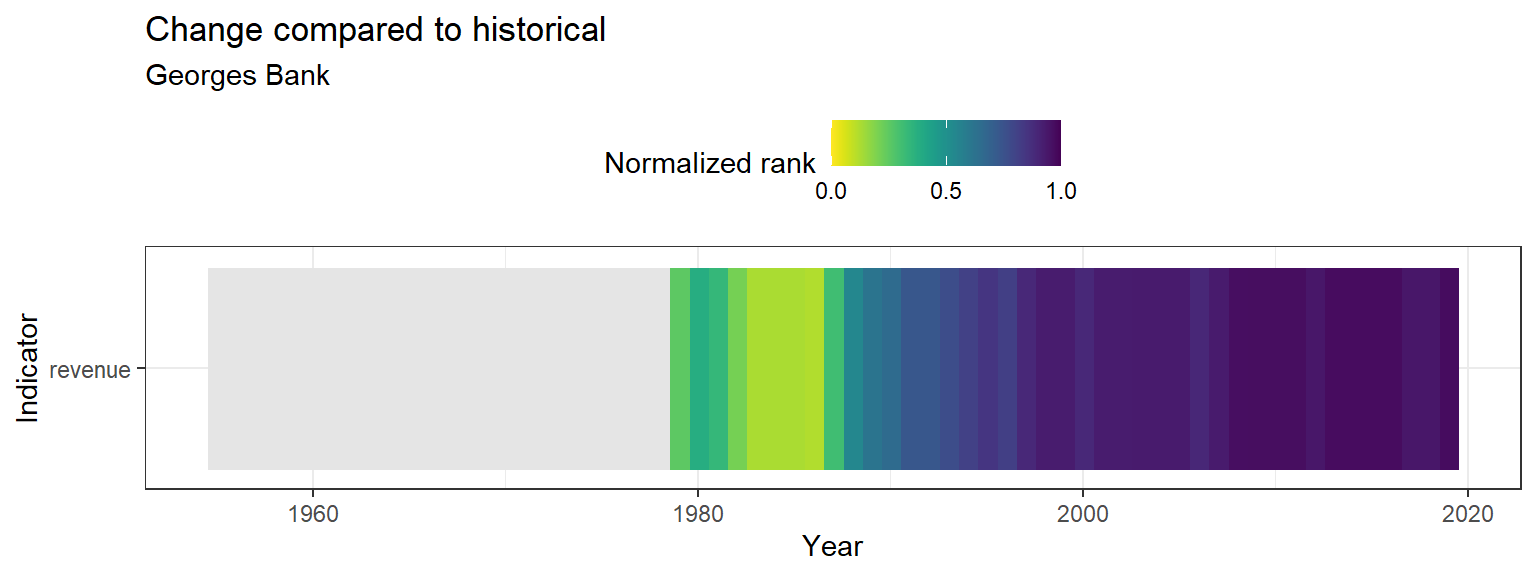 Change compared to historical
Georges Bank
Normalized rank
0.0 0.5 1.0
Indicator
revenue
1960 1980 2000 2020
Year